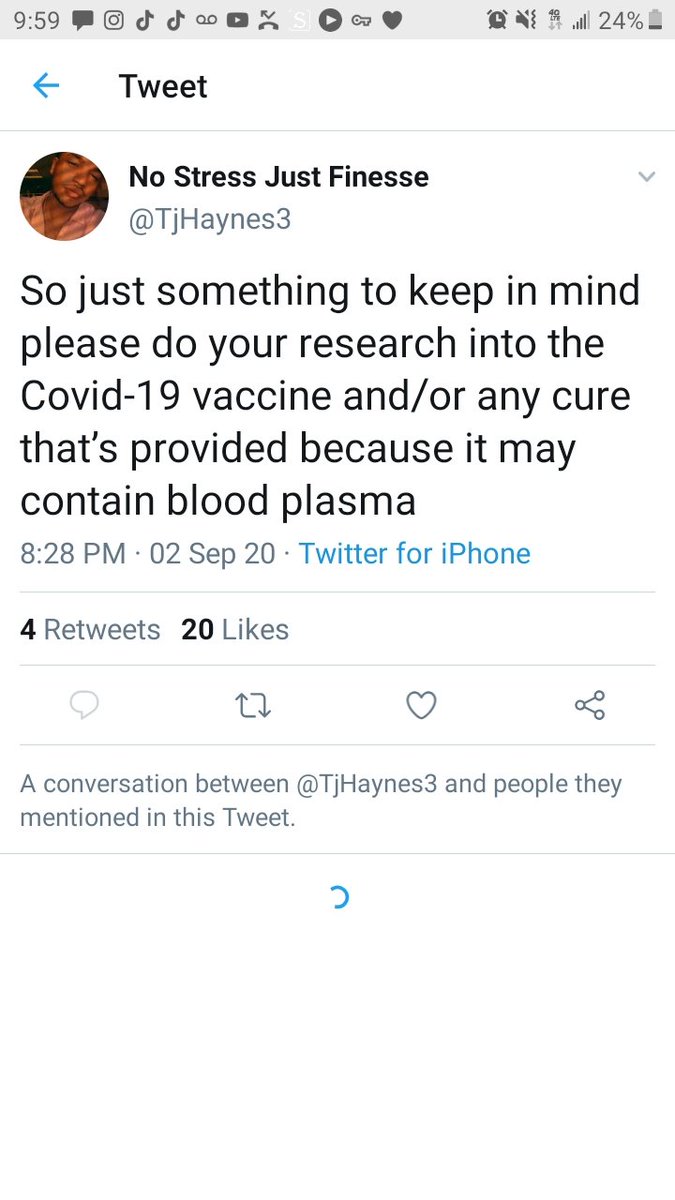 9:59
24%
Tweet
No Stress Just Finesse
@TjHaynes3
So just something to keep in mind
please do your research into the
Covid-19 vaccine and/or any cure
that’s provided because it may
contain blood plasma
8:28 PM · 02 Sep 20 · Twitter for iPhone
4 Retweets 20 Likes
A conversation between @TjHaynes3 and people they
mentioned in this Tweet.